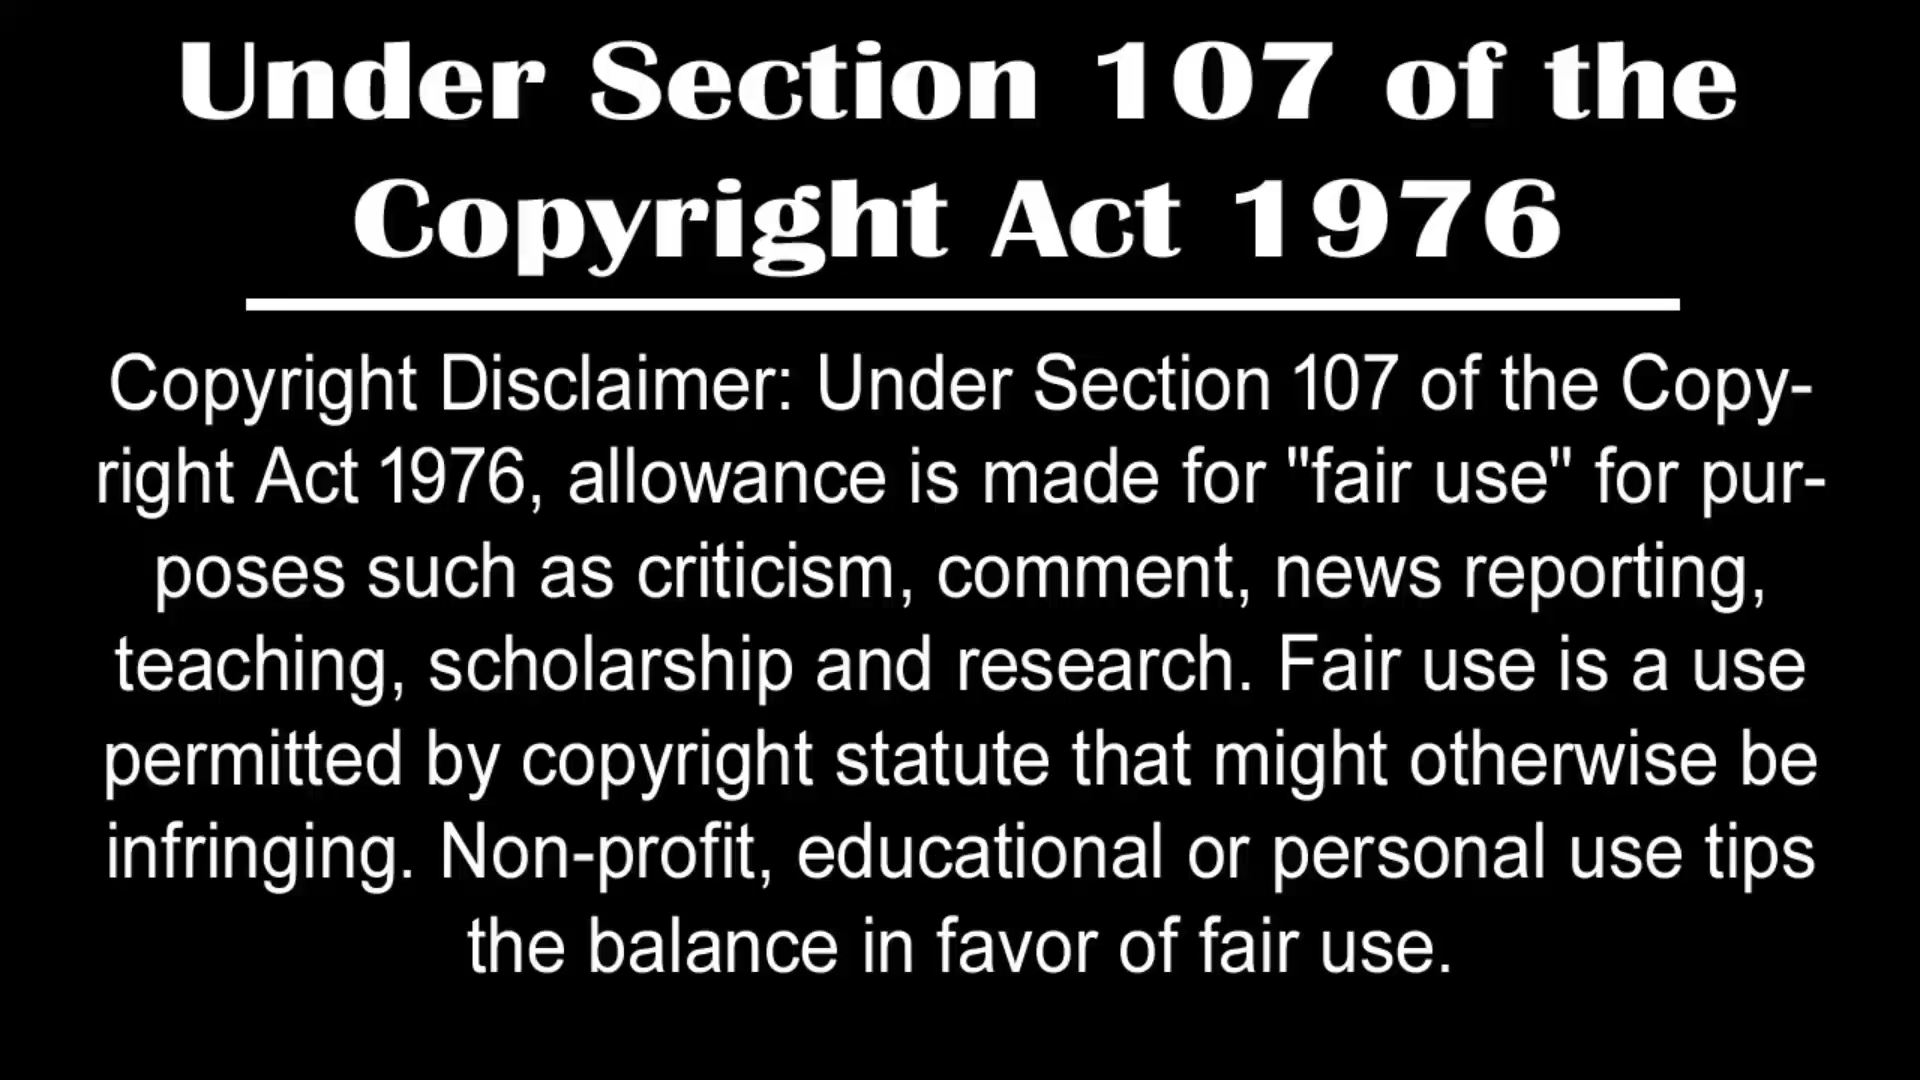 Under Section 107 of the
Copyright Act 1976
Copyright Disclaimer: Under Section 107 of the Copy-
right Act 1976, allowance is made for "fair use" for pur-
poses such as criticism, comment, news reporting,
teaching, scholarship and research. Fair use is a use
permitted by copyright statute that might otherwise be
infringing. Non-profit, educational or personal use tips
the balance in favor of fair use.